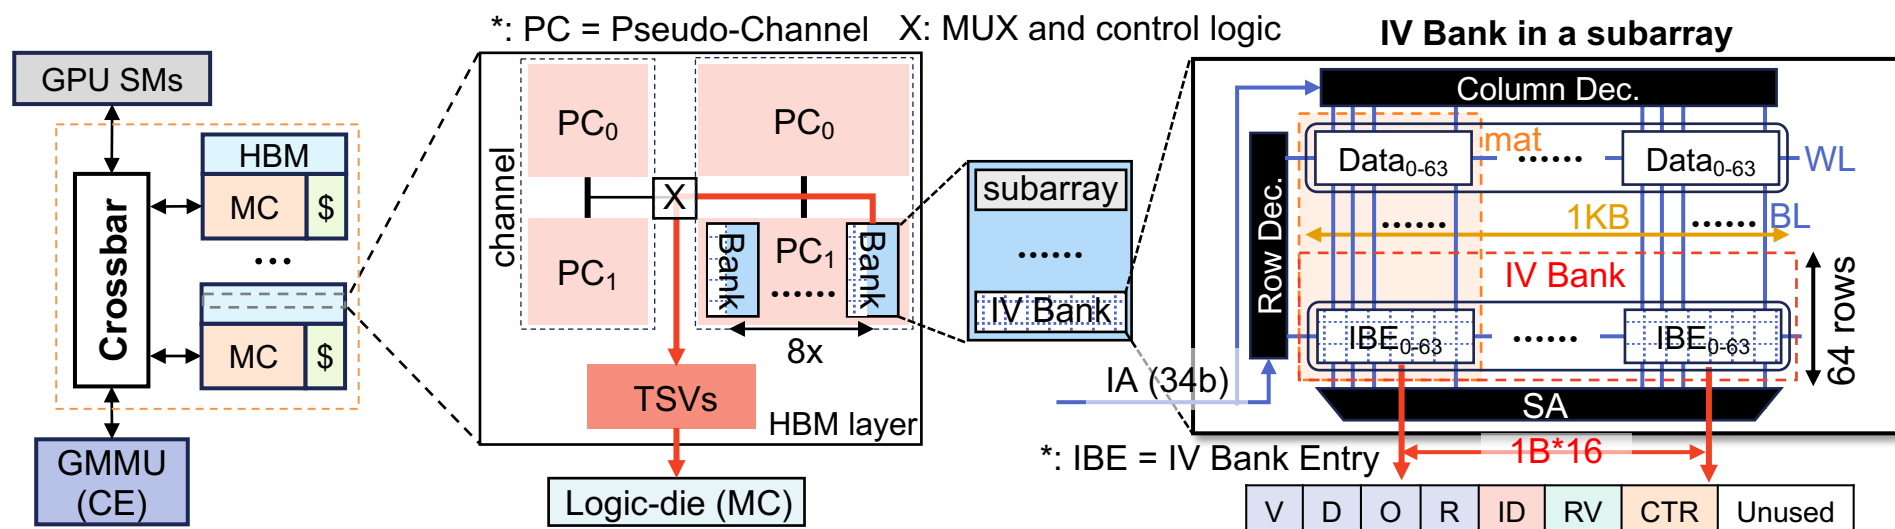 *: PC = Pseudo-Channel
X: MUX and control logic
IV Bank in a subarray
GPU SMs
HBM
MC
$
Crossbar
...
MC
$
GMMU
(CE)
channel
PC0
PC0
X
PC1
PC1
Bank
......
Bank
8x
TSVs
HBM layer
Logic-die (MC)
subarray
......
IV Bank
IA (34b)
*: IBE = IV Bank Entry
Column Dec.
Row Dec.
mat
Data0-63
......
Data0-63
WL
......
......
1KB
BL
IV Bank
64 rows
IBE0-63
......
IBE0-63
SA
1B*16
V D O R ID RV CTR Unused